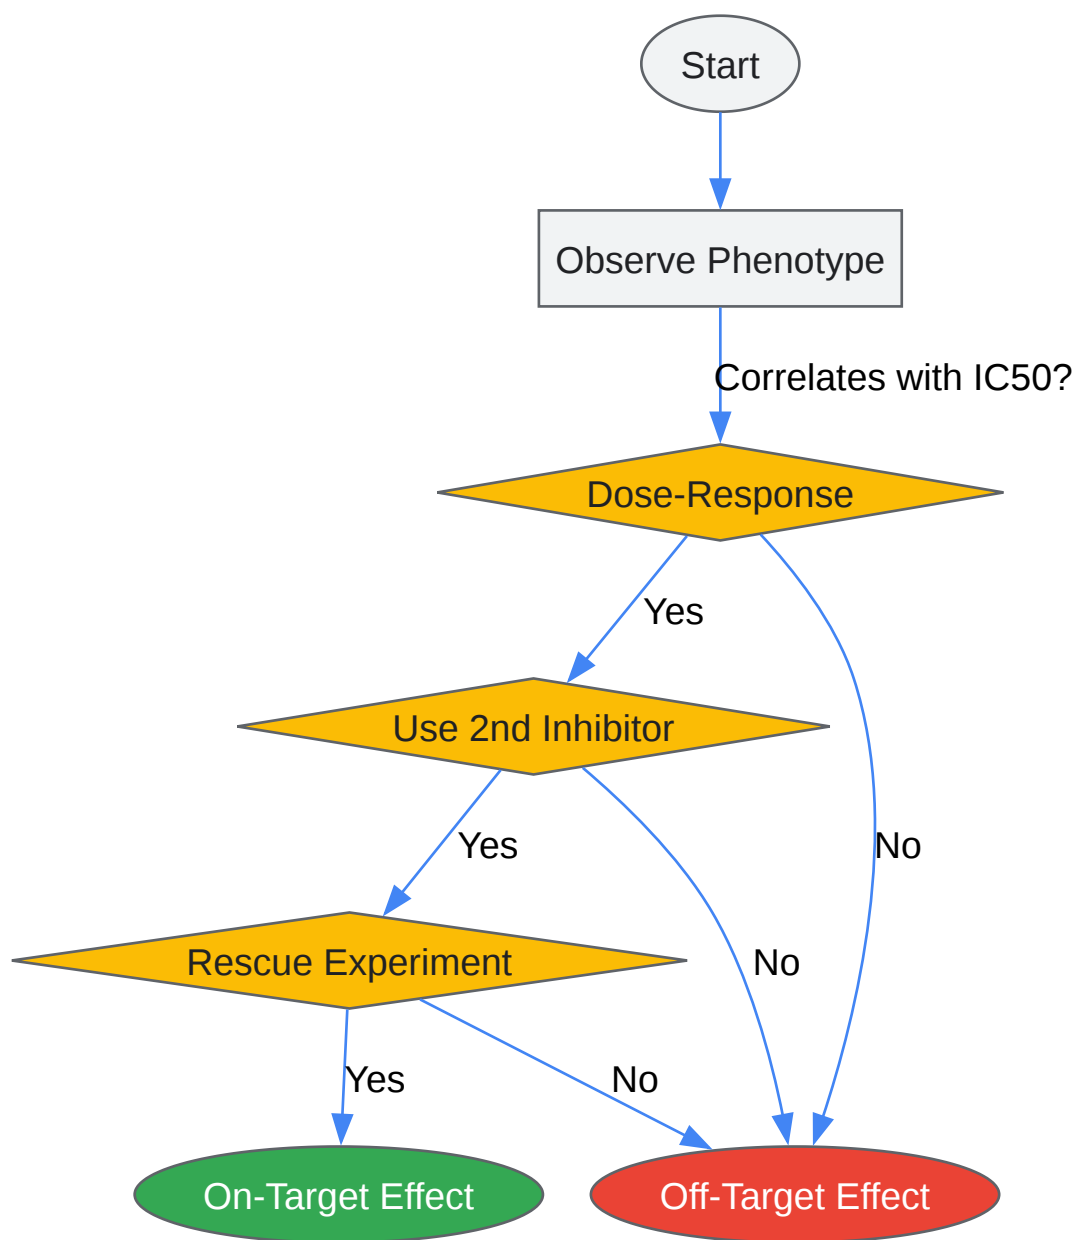 Start
Observe Phenotype
Correlates with IC50?
Dose-Response
Yes
Use 2nd Inhibitor
Yes
No
Rescue Experiment
No
Yes
No
On-Target Effect
Off-Target Effect